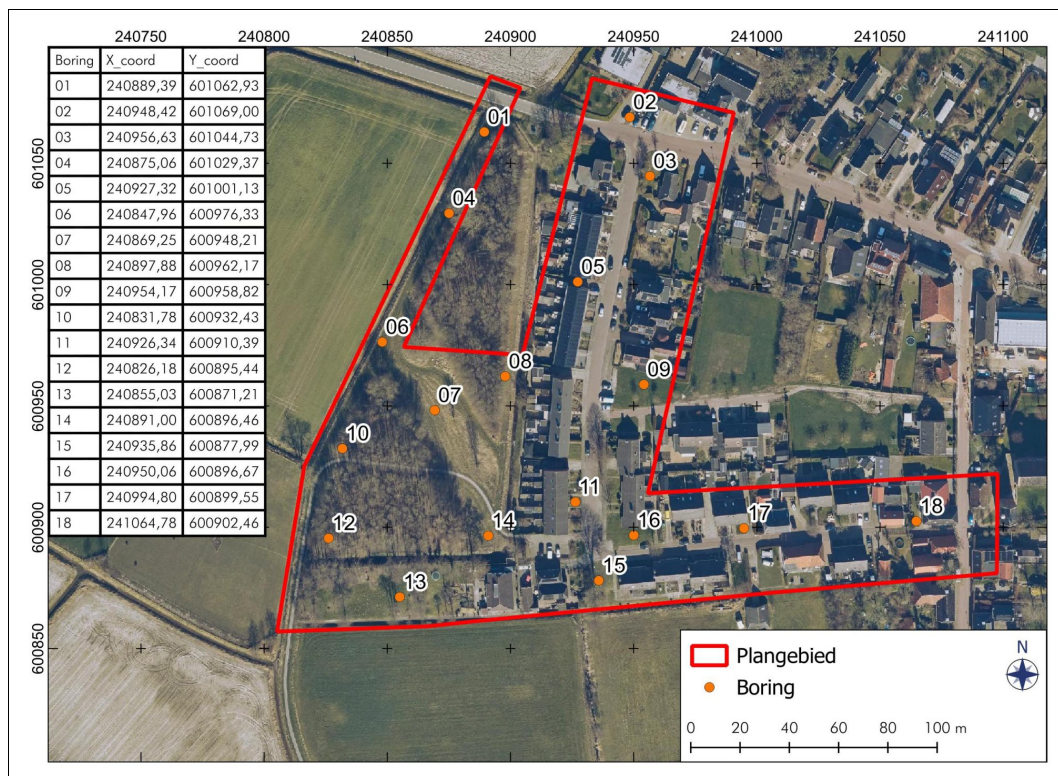 240750 240800 240850 240900 240950 241000 241050 241100
Boring X_coord Y_coord
01 240889,39 601062,93
02 240948,42 601069,00
03 240956,63 601044,73
04 240875,06 601029,37
05 240927,32 601001,13
06 240847,96 600976,33
07 240869,25 600948,21
08 240897,88 600962,17
09 240954,17 600958,82
10 240831,78 600932,43
11 240926,34 600910,39
12 240826,18 600895,44
13 240855,03 600871,21
14 240891,00 600896,46
15 240935,86 600877,99
16 240950,06 600896,67
17 240994,80 600899,55
18 241064,78 600902,46
601050
601000
600950
600900
600850
02
01
03
04
05
06
08
09
07
10
11
18
12
14
16
17
13
15
Plangebied
Boring
N
0 20 40 60 80 100 m